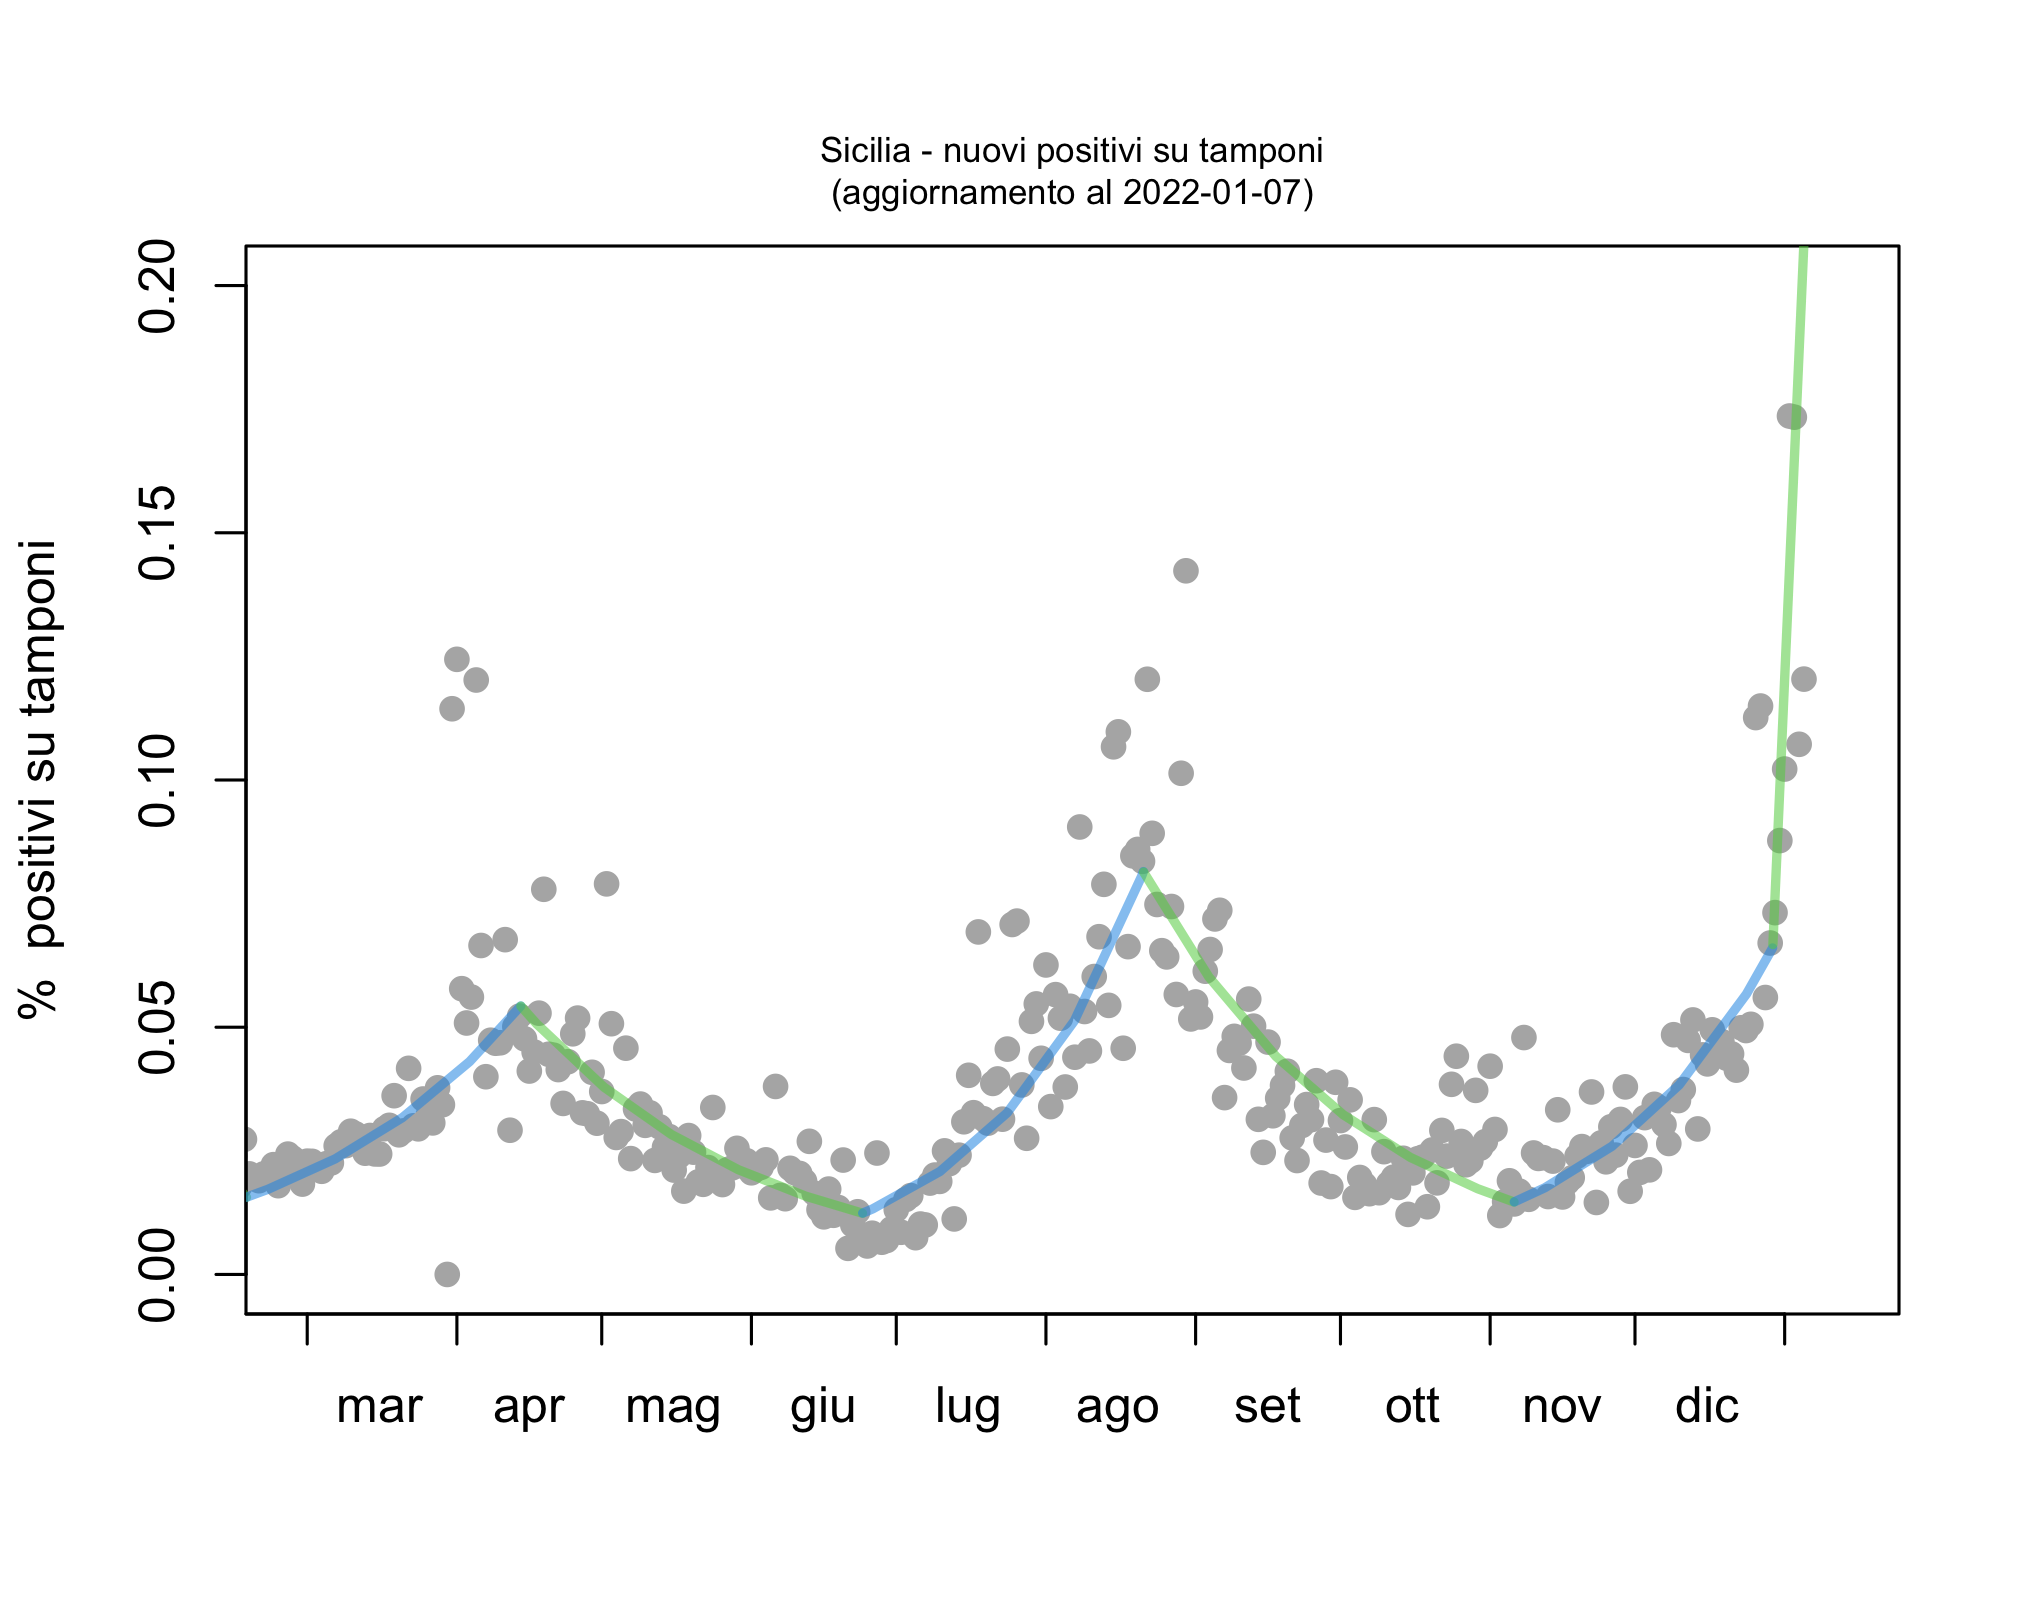 Sicilia - nuovi positivi su tamponi
(aggiornamento al 2022-01-07)
% positivi su tamponi
0.20
0.15
0.10
0.05
0.00
mar apr mag giu lug ago set ott nov dic